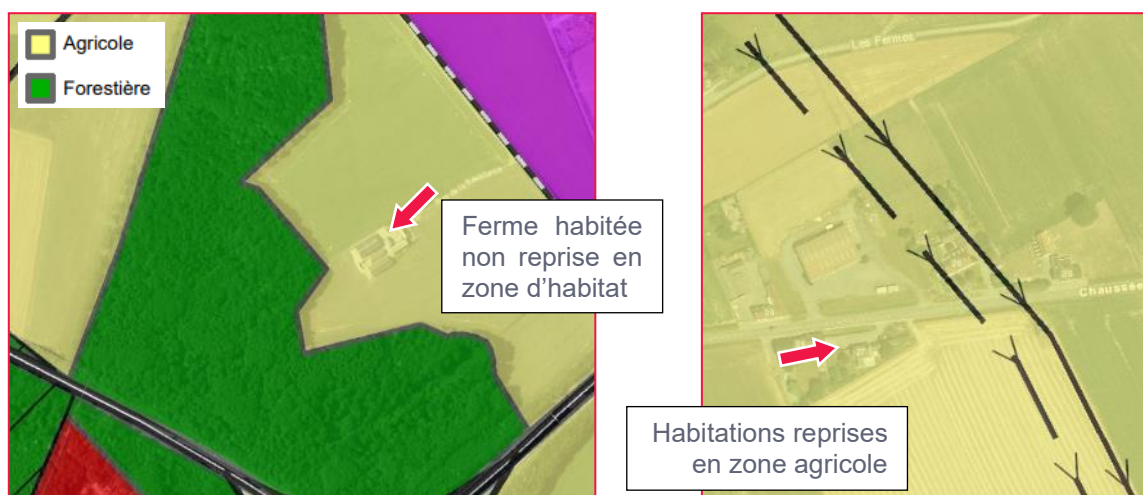 Agricole
Forestière
Ferme habitée
non reprise en
zone d’habitat
Les Fermes
Chaussée
Habitations reprises
en zone agricole